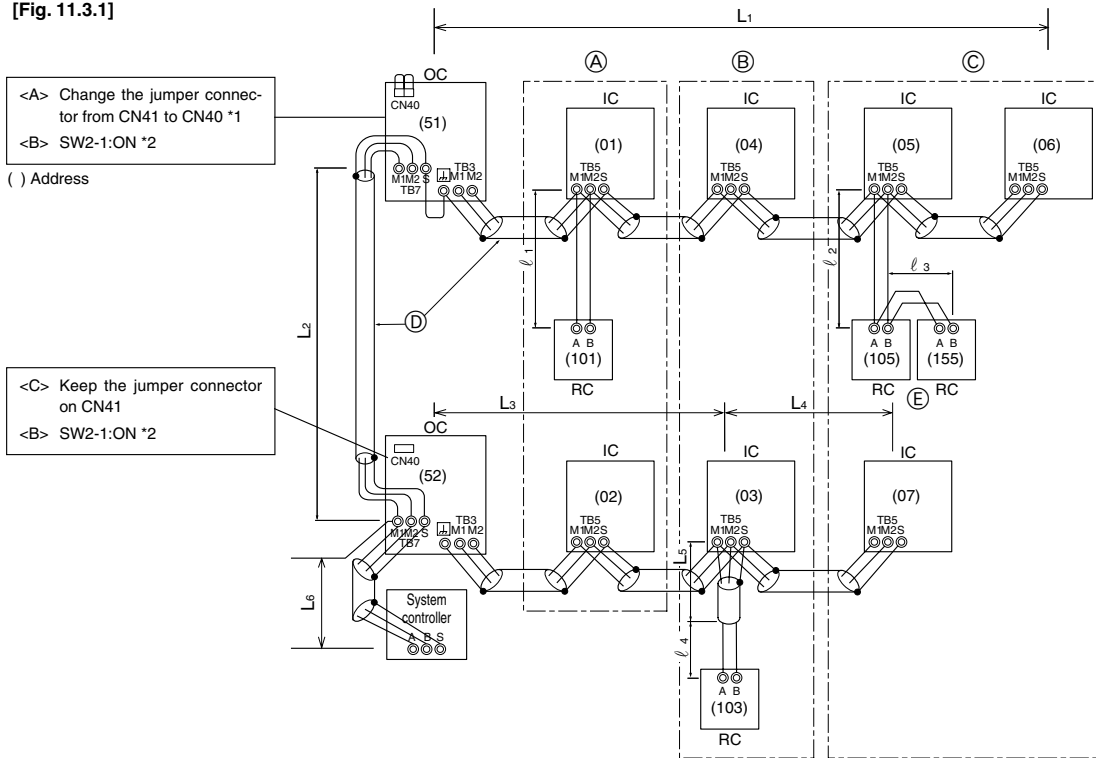 [Fig. 11.3.1]
L1
A
B
C
<A> Change the jumper connec-
tor from CN41 to CN40 *1
<B> SW2-1:ON *2
( ) Address
OC
CN40
(51)
M1M2 S
TB7
TB3
M1 M2
IC
(01)
TB5
M1M2S
IC
(04)
TB5
M1M2S
IC
(05)
TB5
M1M2S
IC
(06)
TB5
M1M2S
ℓ 1
ℓ 2
ℓ 3
L2
D
A B
(101)
RC
A B
(105)
RC
A B
(155)
RC
E
<C> Keep the jumper connector
on CN41
<B> SW2-1:ON *2
L3
L4
OC
CN40
(52)
M1M2 S
TB7
TB3
M1 M2
IC
(02)
TB5
M1M2S
IC
(03)
TB5
M1M2S
IC
(07)
TB5
M1M2S
L5
L6
System
controller
A B S
ℓ 4
A B
(103)
RC